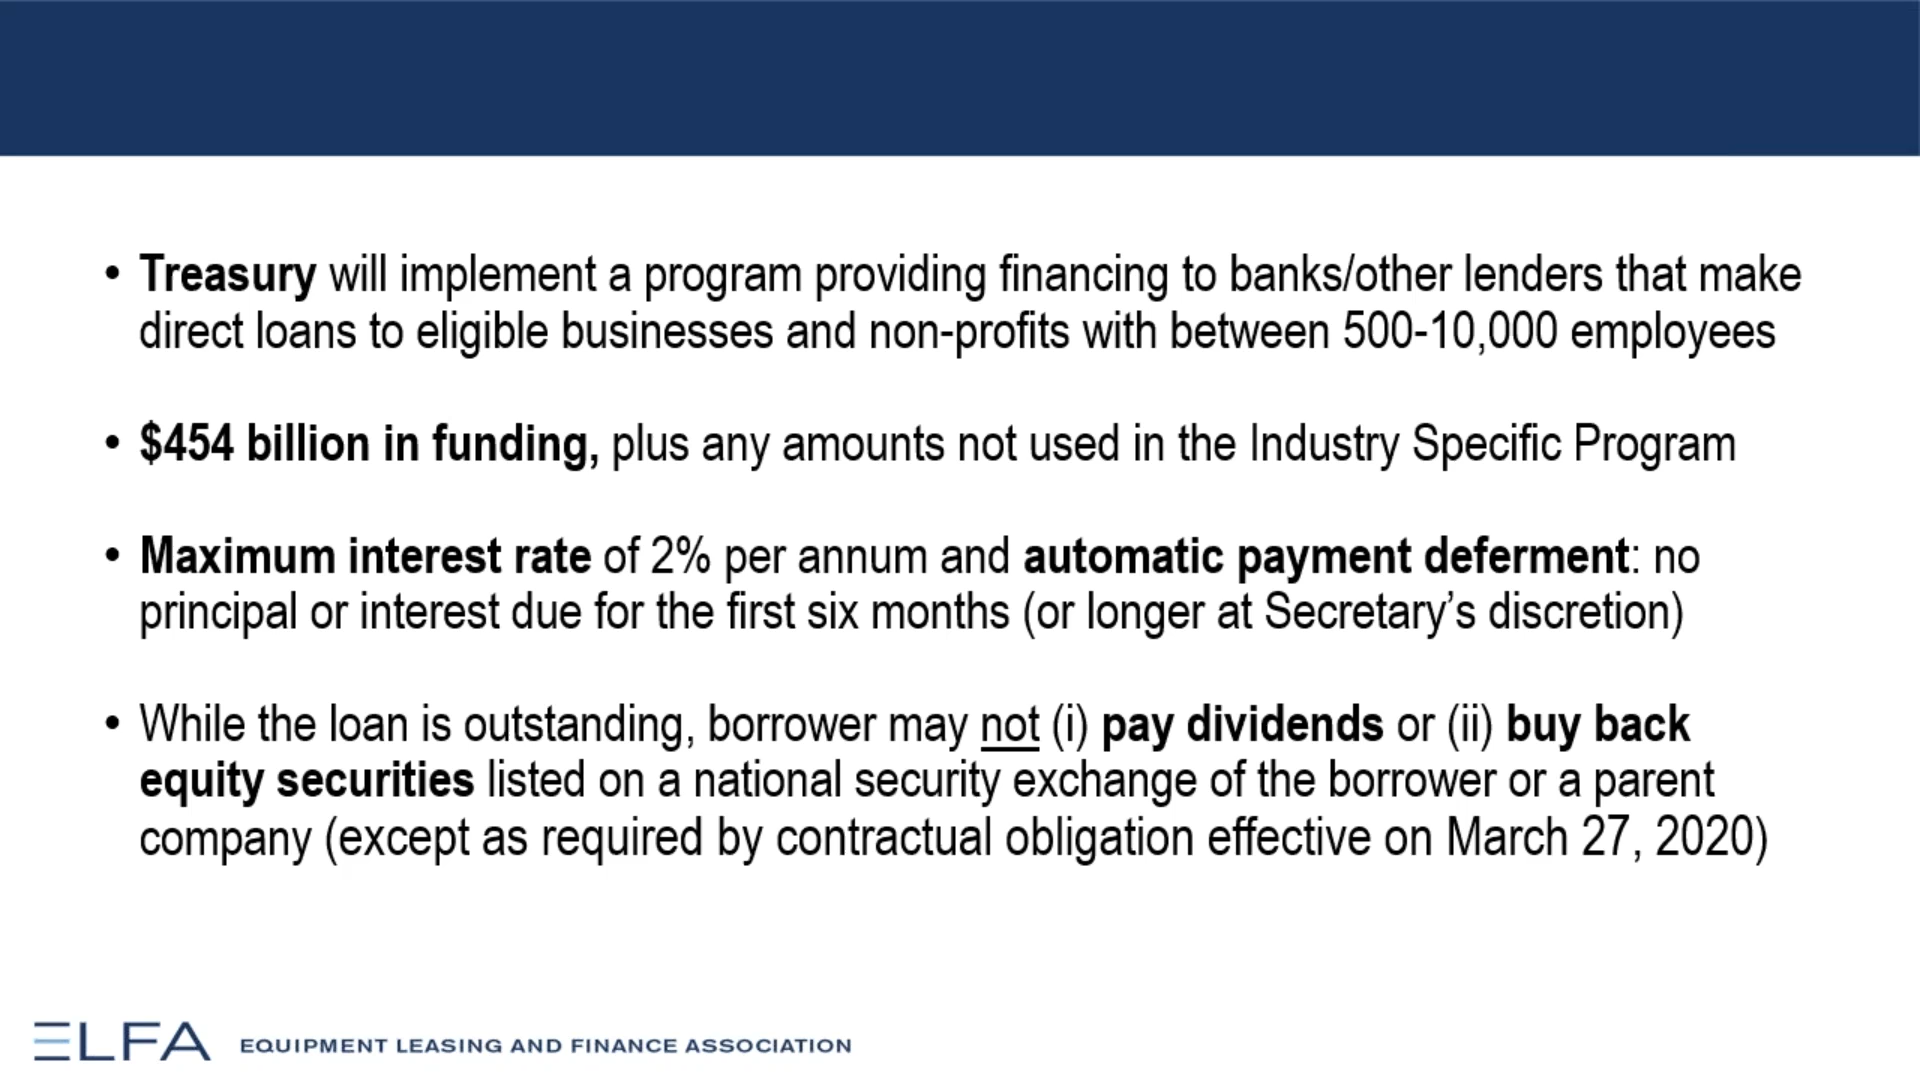 • Treasury will implement a program providing financing to banks/other lenders that make
direct loans to eligible businesses and non-profits with between 500-10,000 employees
• $454 billion in funding, plus any amounts not used in the Industry Specific Program
• Maximum interest rate of 2% per annum and automatic payment deferment: no
principal or interest due for the first six months (or longer at Secretary’s discretion)
• While the loan is outstanding, borrower may not (i) pay dividends or (ii) buy back
equity securities listed on a national security exchange of the borrower or a parent
company (except as required by contractual obligation effective on March 27, 2020)
ELFA EQUIPMENT LEASING AND FINANCE ASSOCIATION